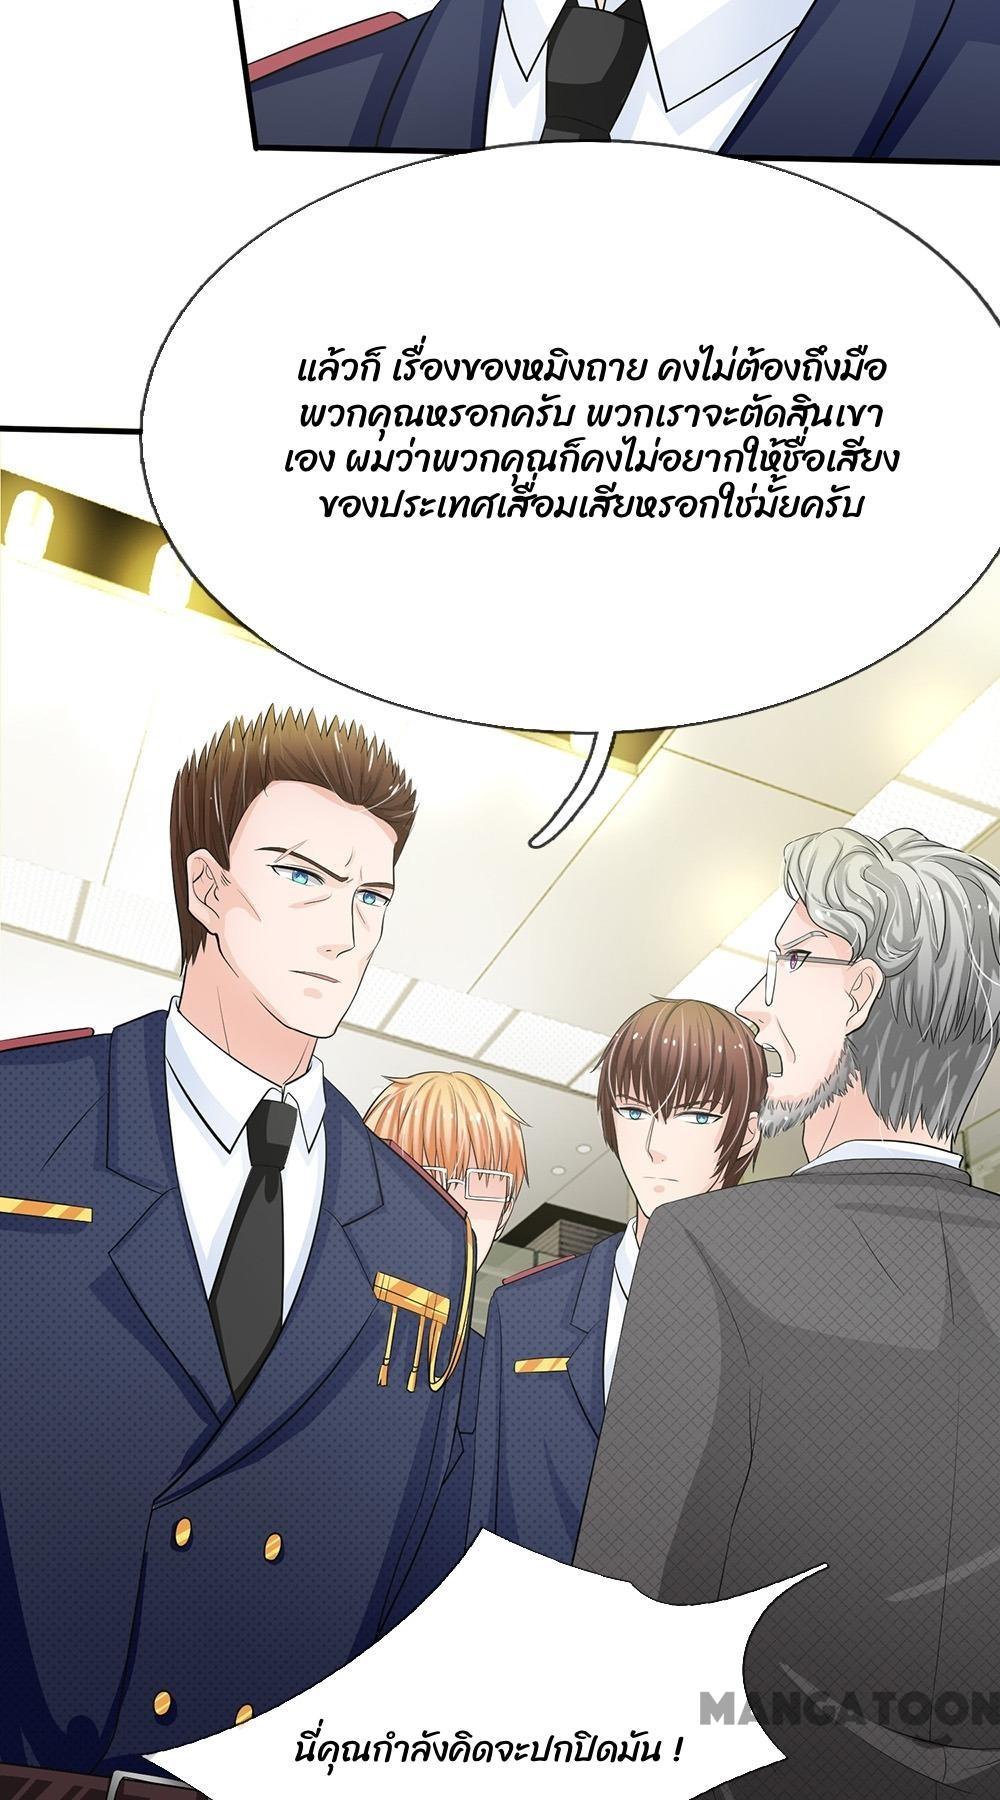 แล้วก็ เรื่องของหมิงถาย คงไม่ต้องถึงมือ
พวกคุณหรอกครับ พวกเราจะตัดสินเขา
เอง ผมว่าพวกคุณก็คงไม่อยากให้ชื่อเสียง
ของประเทศเสื่อมเสียหรอกใช่มั้ยครับ
MANGATOON
นี่คุณกำลังคิดจะปกปิดมัน !